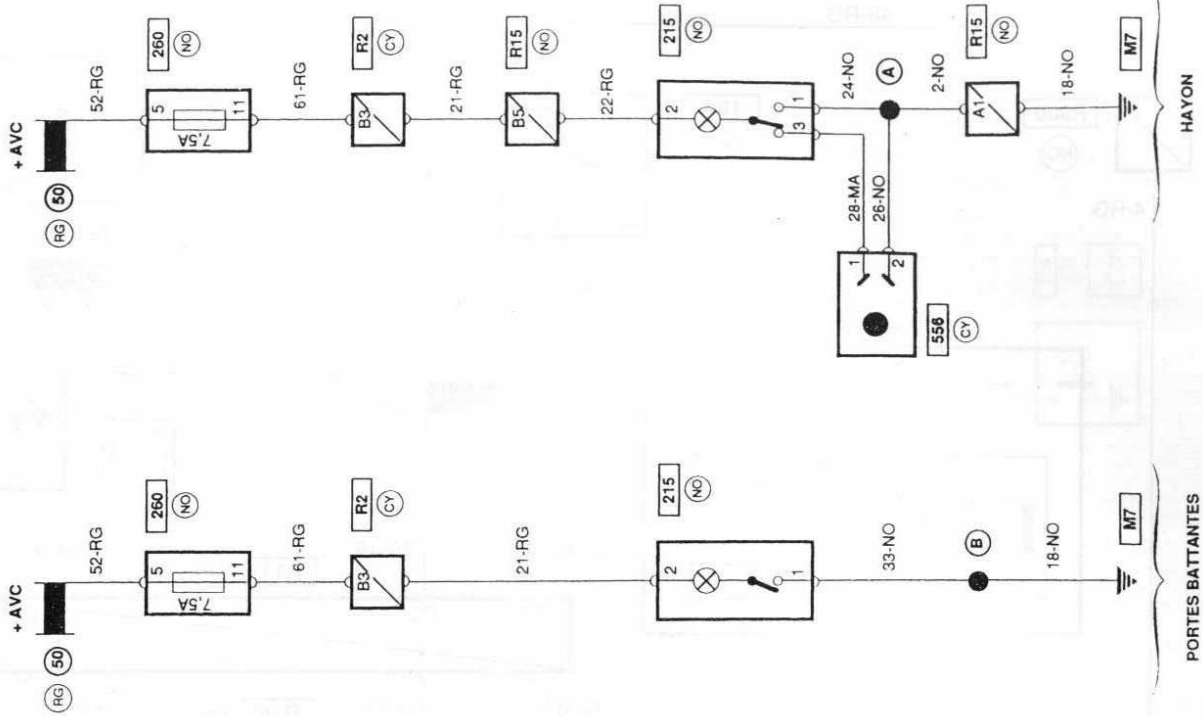 + AVC
RG 50
52-RG
260
NO
5
7,5A
11
61-RG
R2
CY
B3
21-RG
R15
NO
B5
22-RG
215
NO
2
3 1
24-NO
A
28-MA
26-NO
1
2
556
CY
2-NO
R15
NO
A1
18-NO
M7
HAYON
+ AVC
RG 50
52-RG
260
NO
5
7,5A
11
61-RG
R2
CY
B3
21-RG
215
NO
2
1
33-NO
B
18-NO
M7
PORTES BATTANTES